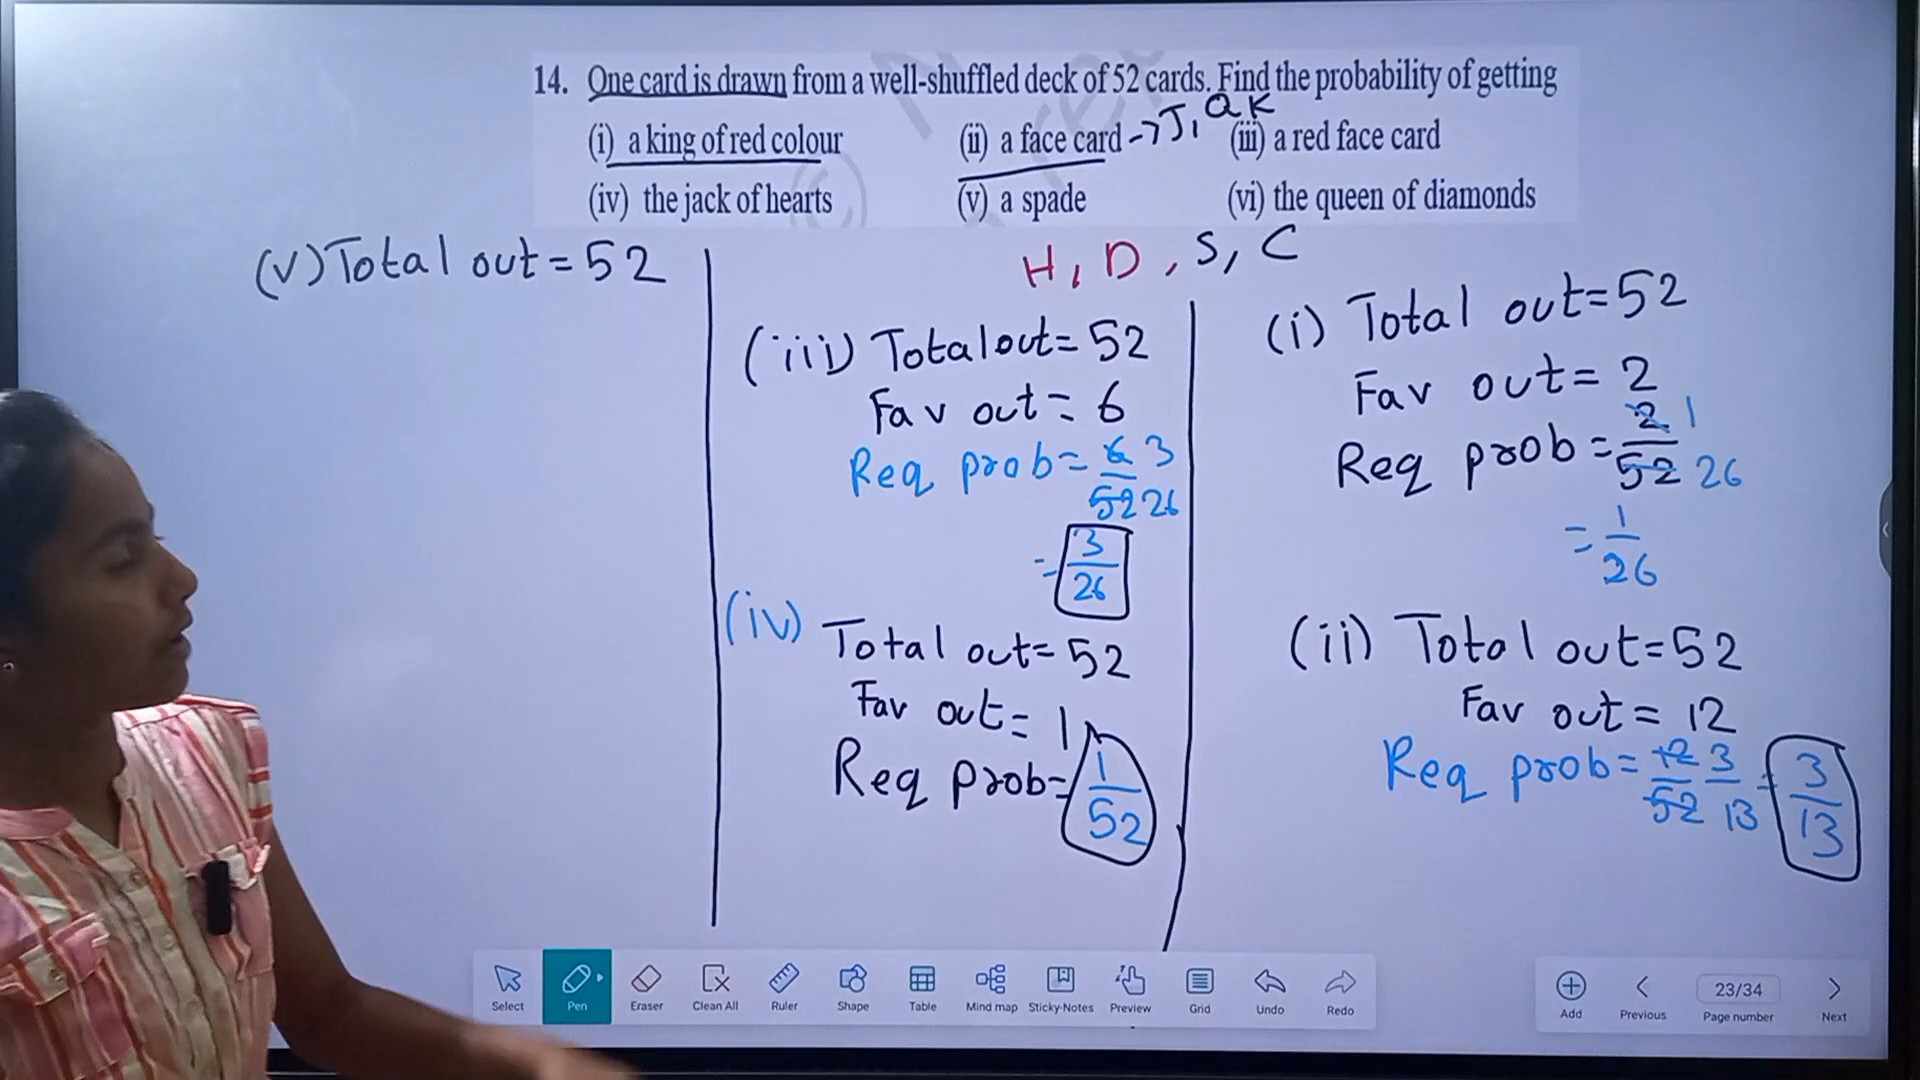 14. One card is drawn from a well-shuffled deck of 52 cards. Find the probability of getting
(i) a king of red colour (ii) a face card → J, Q K (iii) a red face card
(iv) the jack of hearts (v) a spade (vi) the queen of diamonds
H, D, S, C
(v) Total out = 52
(iii) Total out = 52
Fav out = 6
Req prob = 6/52 3/26
= 3/26
(iv) Total out = 52
Fav out = 1
Req prob = 1/52
(i) Total out = 52
Fav out = 2
Req prob = 2/52 1/26
= 1/26
(ii) Total out = 52
Fav out = 12
Req prob = 12/52 3/13 = 3/13
Select Pen Eraser Clean All Ruler Shape Table Mind map Sticky-Notes Preview Grid Undo Redo
Add Previous 23/34 Page number Next